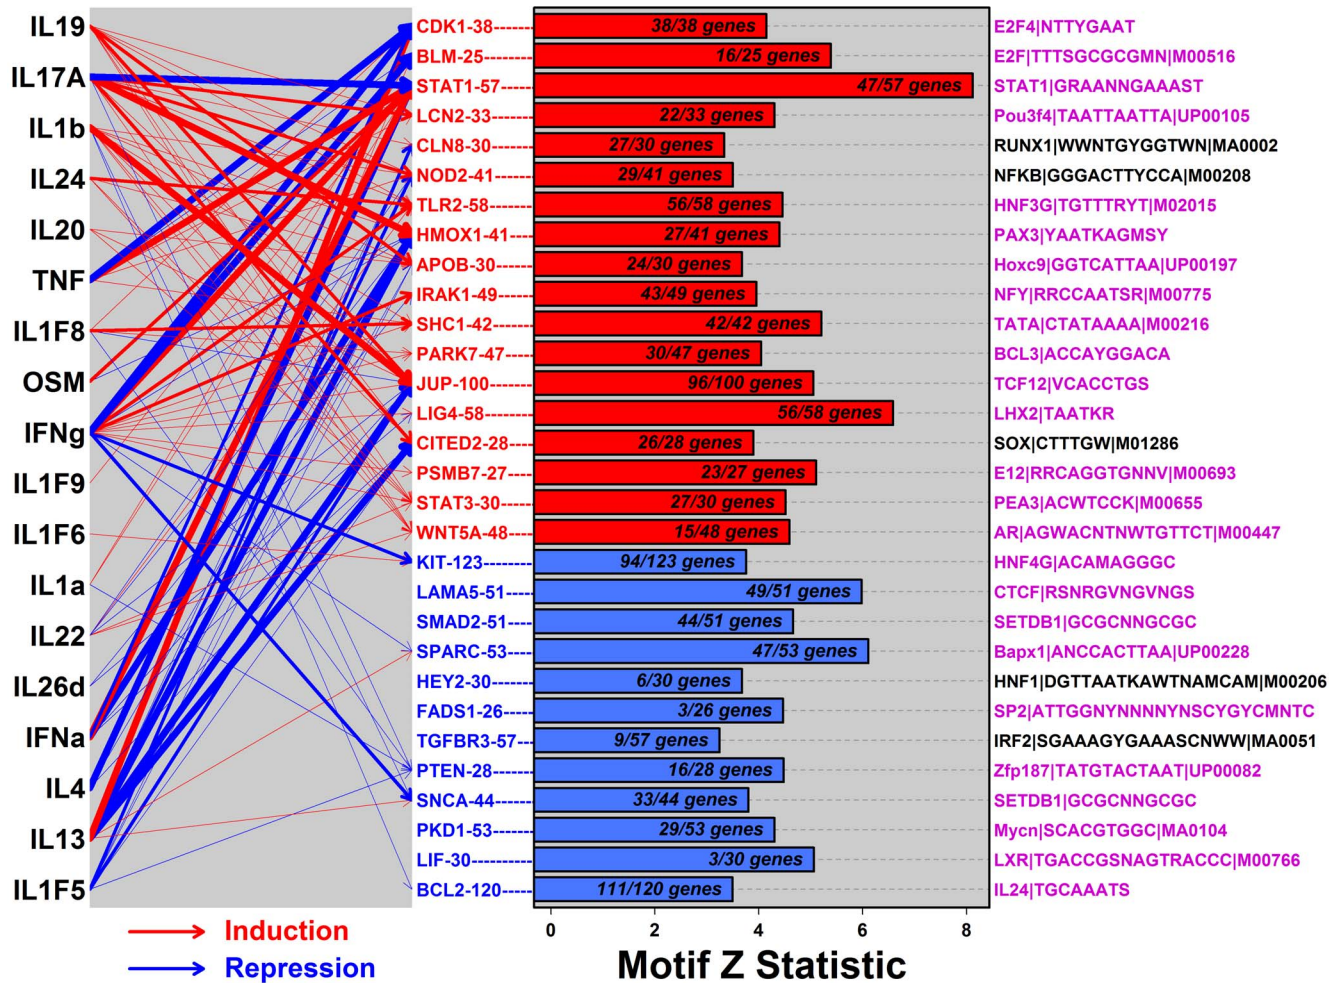 IL19
IL17A
IL1b
IL24
IL20
TNF
IL1F8
OSM
IFNg
IL1F9
IL1F6
IL1a
IL22
IL26d
IFNa
IL4
IL13
IL1F5
CDK1-38 38/38 genes E2F4|NTTYGAAT
BLM-25 16/25 genes E2F|TTTSGCGCGMN|M00516
STAT1-57 47/57 genes STAT1|GRAANNGAAAST
LCN2-33 22/33 genes Pou3f4|TAATTAATTA|UP00105
CLN8-30 27/30 genes RUNX1|WWNTGYGGTWN|MA0002
NOD2-41 29/41 genes NFKB|GGGACTTYCCA|M00208
TLR2-58 56/58 genes HNF3G|TGTTTRYT|M02015
HMOX1-41 27/41 genes PAX3|YAATKAGMSY
APOB-30 24/30 genes Hoxc9|GGTCATTAA|UP00197
IRAK1-49 43/49 genes NFY|RRCCAATSR|M00775
SHC1-42 42/42 genes TATA|CTATAAAA|M00216
PARK7-47 30/47 genes BCL3|ACCAYGGACA
JUP-100 96/100 genes TCF12|VCACCTGS
LIG4-58 56/58 genes LHX2|TAATKR
CITED2-28 26/28 genes SOX|CTTTGW|M01286
PSMB7-27 23/27 genes E12|RRCAGGTGNNV|M00693
STAT3-30 27/30 genes PEA3|ACWTCCK|M00655
WNT5A-48 15/48 genes AR|AGWACNTNWTGTTCT|M00447
KIT-123 94/123 genes HNF4G|ACAMAGGGC
LAMA5-51 49/51 genes CTCF|RSNRGVNGVNGS
SMAD2-51 44/51 genes SETDB1|GCGCNNGCGC
SPARC-53 47/53 genes Bapx1|ANCCACTTAA|UP00228
HEY2-30 6/30 genes HNF1|DGTTAATKAWTNAMCAM|M00206
FADS1-26 3/26 genes SP2|ATTGGNYNNNNYNSCYGYCMNTC
TGFBR3-57 9/57 genes IRF2|SGAAAGYGAAASCNWW|MA0051
PTEN-28 16/28 genes Zfp187|TATGTACTAAT|UP00082
SNCA-44 33/44 genes SETDB1|GCGCNNGCGC
PKD1-53 29/53 genes Mycn|SCACGTGGC|MA0104
LIF-30 3/30 genes LXR|TGACCGSNAGTRACCC|M00766
BCL2-120 111/120 genes IL24|TGCAAATS
0 2 4 6 8
Motif Z Statistic
Induction
Repression